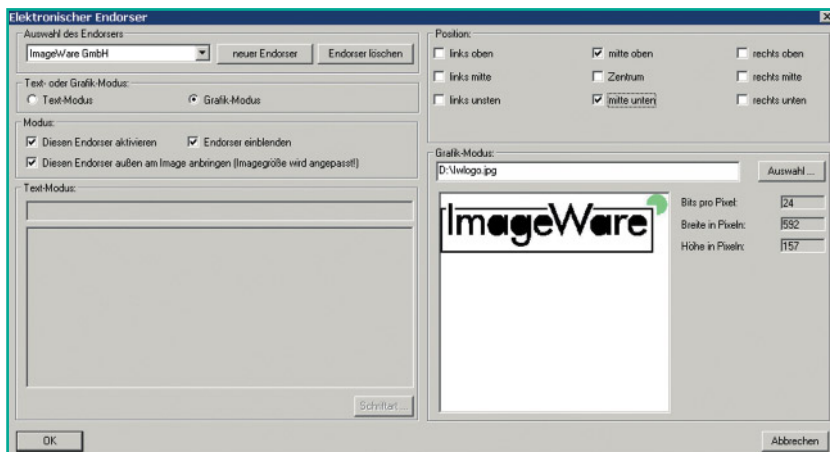 Elektronischer Endorser
Auswahl des Endorsers
ImageWare GmbH
neuer Endorser
Endorser löschen
Text- oder Grafik-Modus:
Text-Modus
Grafik-Modus
Modus:
Diesen Endorser aktivieren
Endorser einblenden
Diesen Endorser außen am Image anbringen (Imagegröße wird angepasst!)
Text-Modus:
Schriftart ...
OK
Position:
links oben
mitte oben
rechts oben
links mitte
Zentrum
rechts mitte
links unsten
mitte unten
rechts unten
Grafik-Modus:
D:\Iwlogo.jpg
Auswahl ...
ImageWare
Bits pro Pixel:
24
Breite in Pixeln:
592
Höhe in Pixeln:
157
Abbrechen